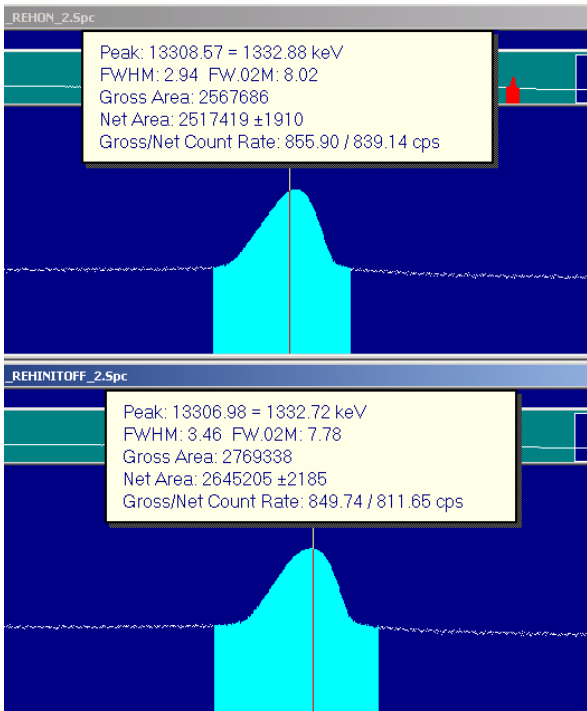 _REHON_2.Spc
Peak: 13308.57 = 1332.88 keV
FWHM: 2.94 FW.02M: 8.02
Gross Area: 2567686
Net Area: 2517419 ±1910
Gross/Net Count Rate: 855.90 / 839.14 cps
_REHINITOFF_2.Spc
Peak: 13306.98 = 1332.72 keV
FWHM: 3.46 FW.02M: 7.78
Gross Area: 2769338
Net Area: 2645205 ±2185
Gross/Net Count Rate: 849.74 / 811.65 cps